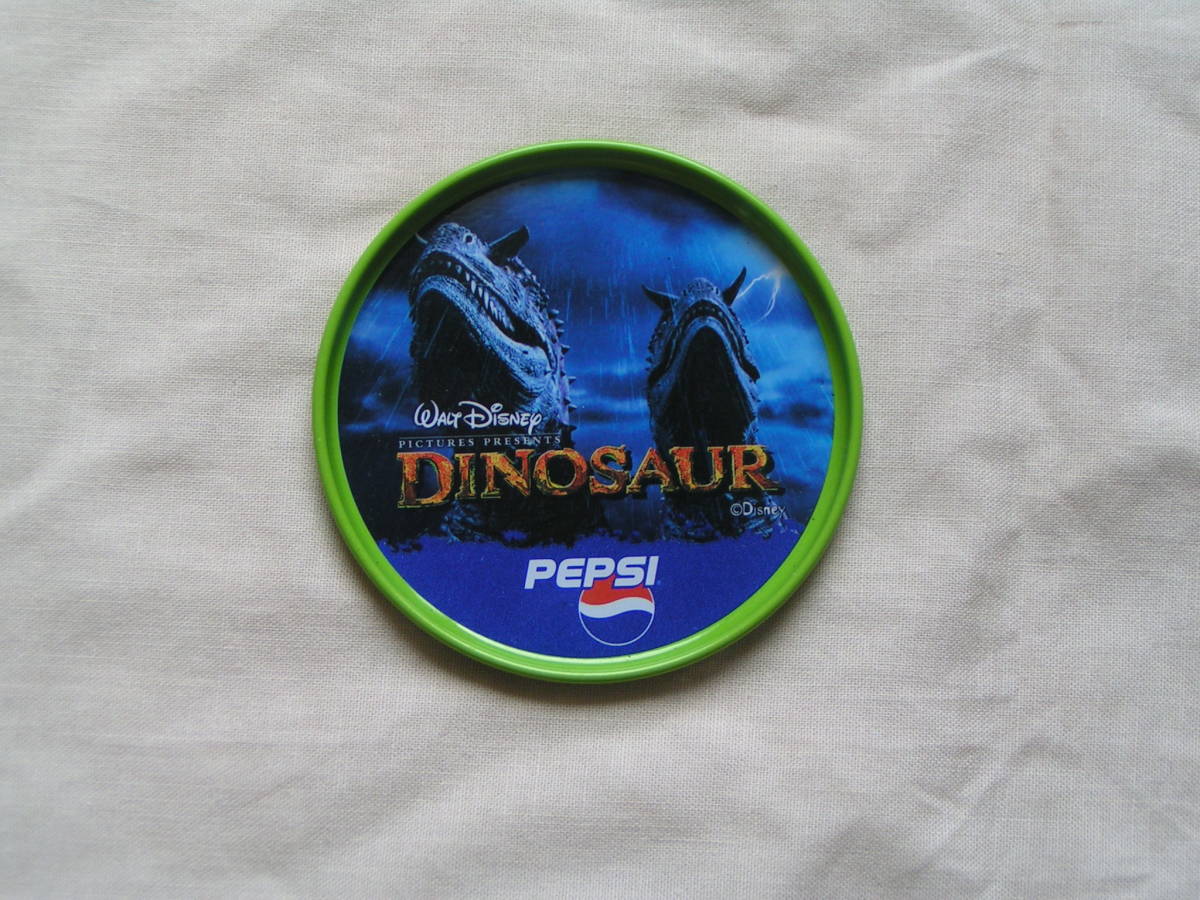 WALT DISNEY
PICTURES PRESENTS
DINOSAUR
©Disney
PEPSI